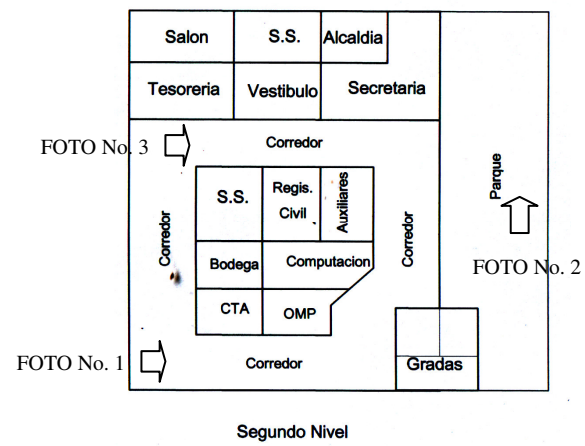 Salon
S.S.
Alcaldia
Tesoreria
Vestibulo
Secretaria
FOTO No. 3
Corredor
Parque
S.S.
Regis.
Civil
Auxiliares
Corredor
Corredor
Bodega
Computacion
FOTO No. 2
CTA
OMP
FOTO No. 1
Corredor
Gradas
Segundo Nivel